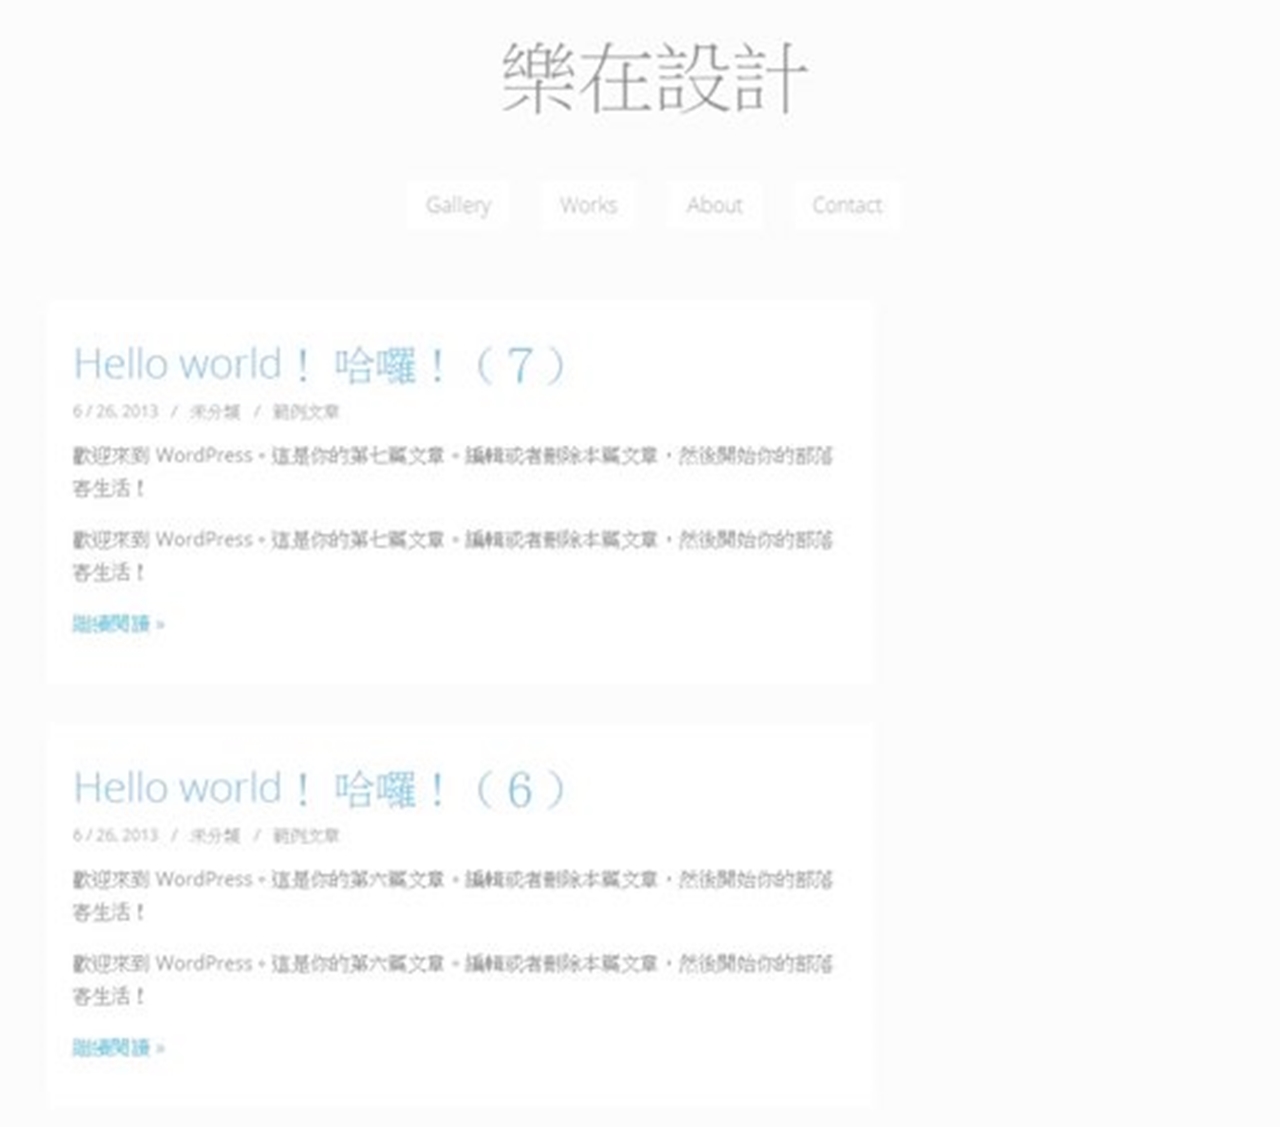 樂在設計
Gallery Works About Contact
Hello world！ 哈囉！（７）
6 / 26, 2013 / 未分類 / 範例文章
歡迎來到 WordPress。這是你的第七篇文章。編輯或者刪除本篇文章，然後開始你的部落
客生活！
歡迎來到 WordPress。這是你的第七篇文章。編輯或者刪除本篇文章，然後開始你的部落
客生活！
繼續閱讀 »
Hello world！ 哈囉！（６）
6 / 26, 2013 / 未分類 / 範例文章
歡迎來到 WordPress。這是你的第六篇文章。編輯或者刪除本篇文章，然後開始你的部落
客生活！
歡迎來到 WordPress。這是你的第六篇文章。編輯或者刪除本篇文章，然後開始你的部落
客生活！
繼續閱讀 »